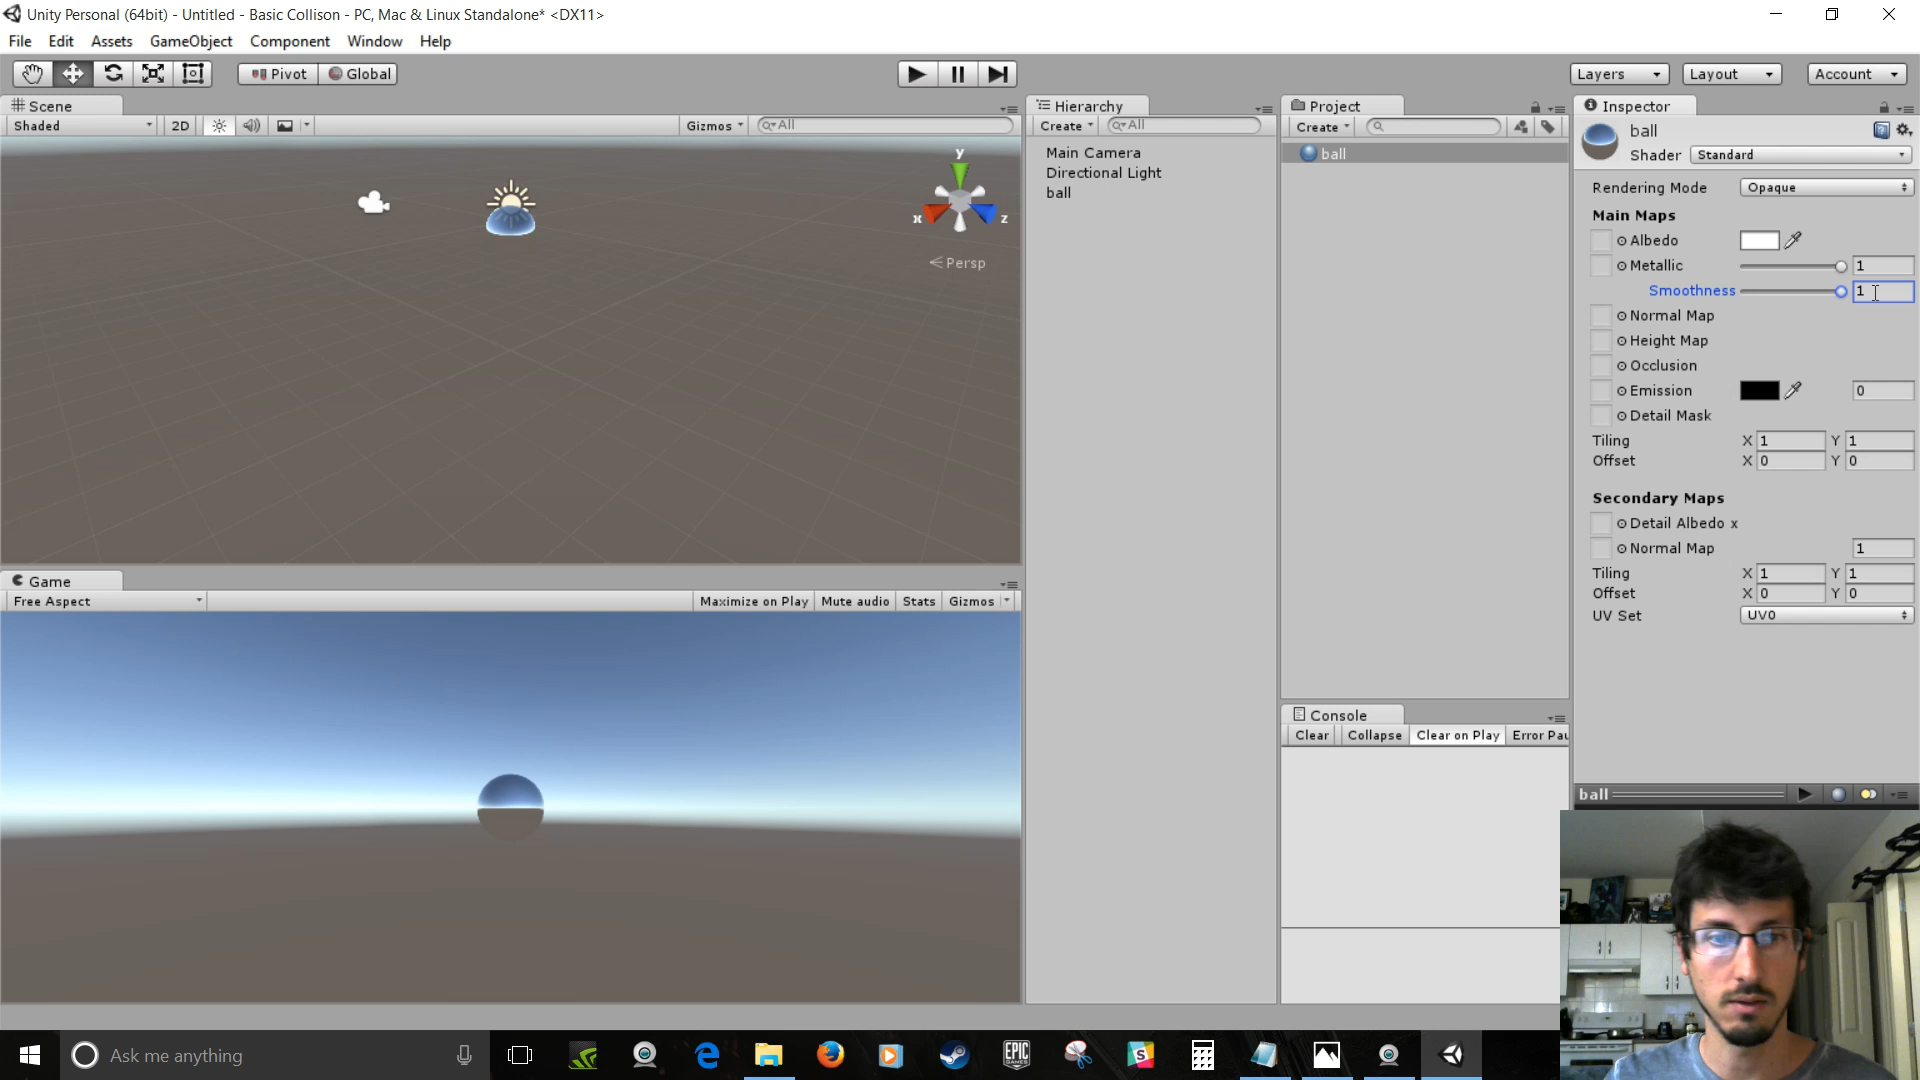 Unity Personal (64bit) - Untitled - Basic Collison - PC, Mac & Linux Standalone* <DX11>
File Edit Assets GameObject Component Window Help
Pivot Global Layers Layout Account
Scene
Shaded 2D Gizmos All
y
x z
Persp
Game
Free Aspect Maximize on Play Mute audio Stats Gizmos
Hierarchy
Create All
Main Camera
Directional Light
ball
Project
Create
ball
Console
Clear Collapse Clear on Play Error Pau
Inspector
ball
Shader Standard
Rendering Mode Opaque
Main Maps
Albedo
Metallic 1
Smoothness 1
Normal Map
Height Map
Occlusion
Emission 0
Detail Mask
Tiling X 1 Y 1
Offset X 0 Y 0
Secondary Maps
Detail Albedo x
Normal Map 1
Tiling X 1 Y 1
Offset X 0 Y 0
UV Set UV0
ball
Ask me anything
EPIC
GAMES
S